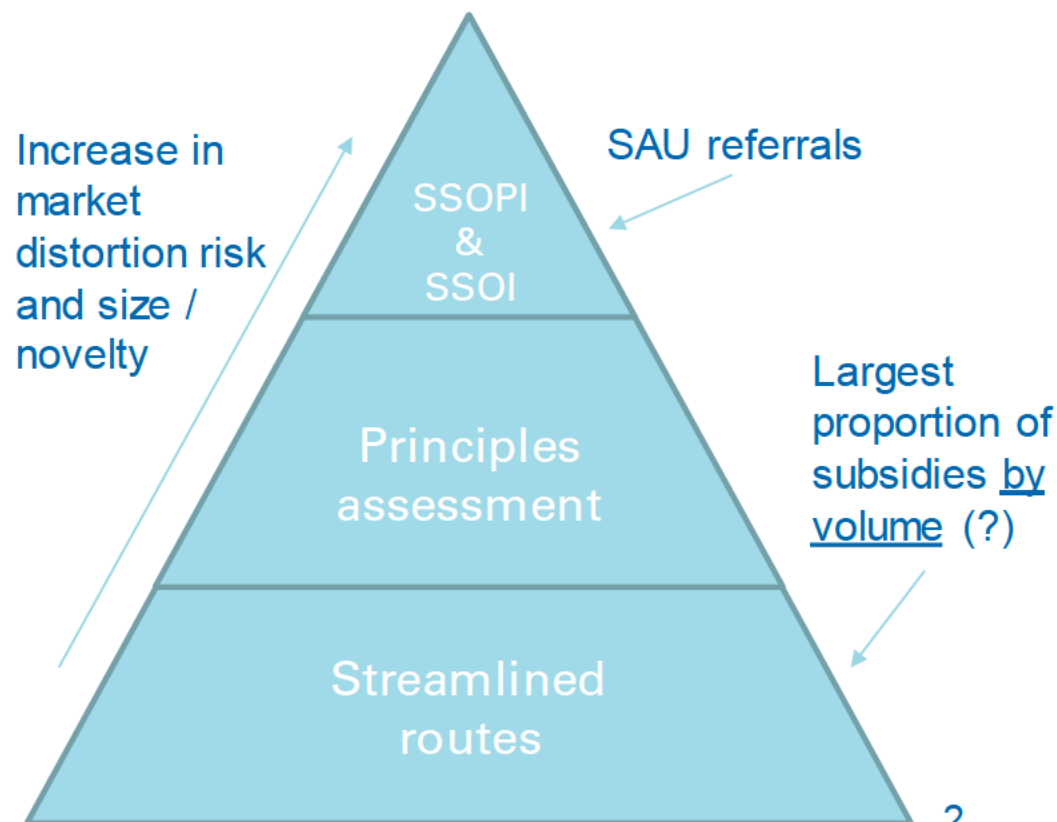 Increase in
market
distortion risk
and size /
novelty
SAU referrals
SSOPI
&
SSOI
Largest
proportion of
subsidies by
volume (?)
Principles
assessment
Streamlined
routes
?